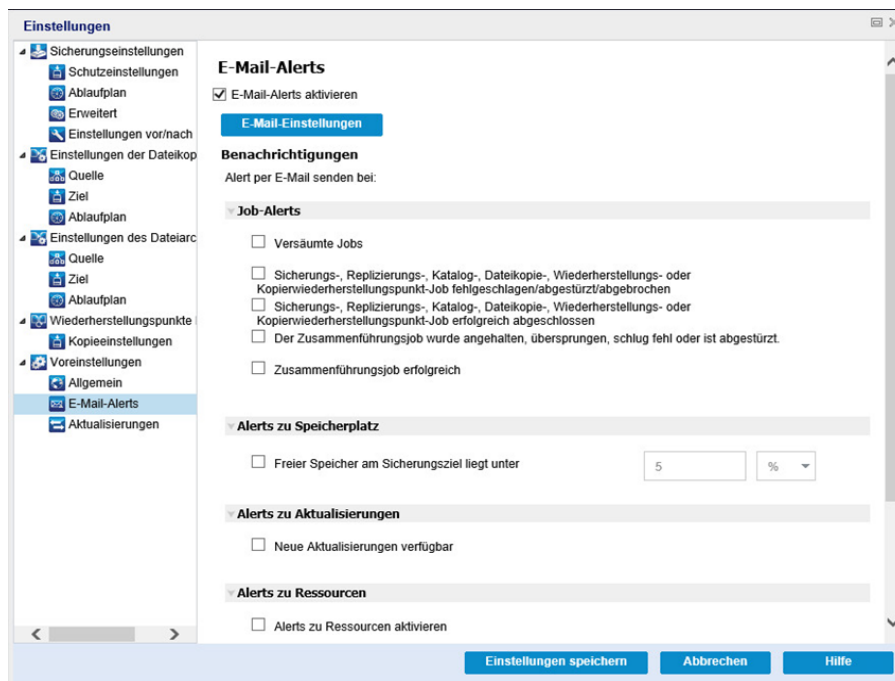 Einstellungen
Sicherungseinstellungen
Schutzeinstellungen
Ablaufplan
Erweitert
Einstellungen vor/nach
Einstellungen der Dateikop
Quelle
Ziel
Ablaufplan
Einstellungen des Dateiarc
Quelle
Ziel
Ablaufplan
Wiederherstellungspunkte
Kopieeinstellungen
Voreinstellungen
Allgemein
E-Mail-Alerts
Aktualisierungen
E-Mail-Alerts
E-Mail-Alerts aktivieren
E-Mail-Einstellungen
Benachrichtigungen
Alert per E-Mail senden bei:
Job-Alerts
Versäumte Jobs
Sicherungs-, Replizierungs-, Katalog-, Dateikopie-, Wiederherstellungs- oder
Kopierwiederherstellungspunkt-Job fehlgeschlagen/abgestürzt/abgebrochen
Sicherungs-, Replizierungs-, Katalog-, Dateikopie-, Wiederherstellungs- oder
Kopierwiederherstellungspunkt-Job erfolgreich abgeschlossen
Der Zusammenführungsjob wurde angehalten, übersprungen, schlug fehl oder ist abgestürzt.
Zusammenführungsjob erfolgreich
Alerts zu Speicherplatz
Freier Speicher am Sicherungsziel liegt unter 5 %
Alerts zu Aktualisierungen
Neue Aktualisierungen verfügbar
Alerts zu Ressourcen
Alerts zu Ressourcen aktivieren
Einstellungen speichern Abbrechen Hilfe